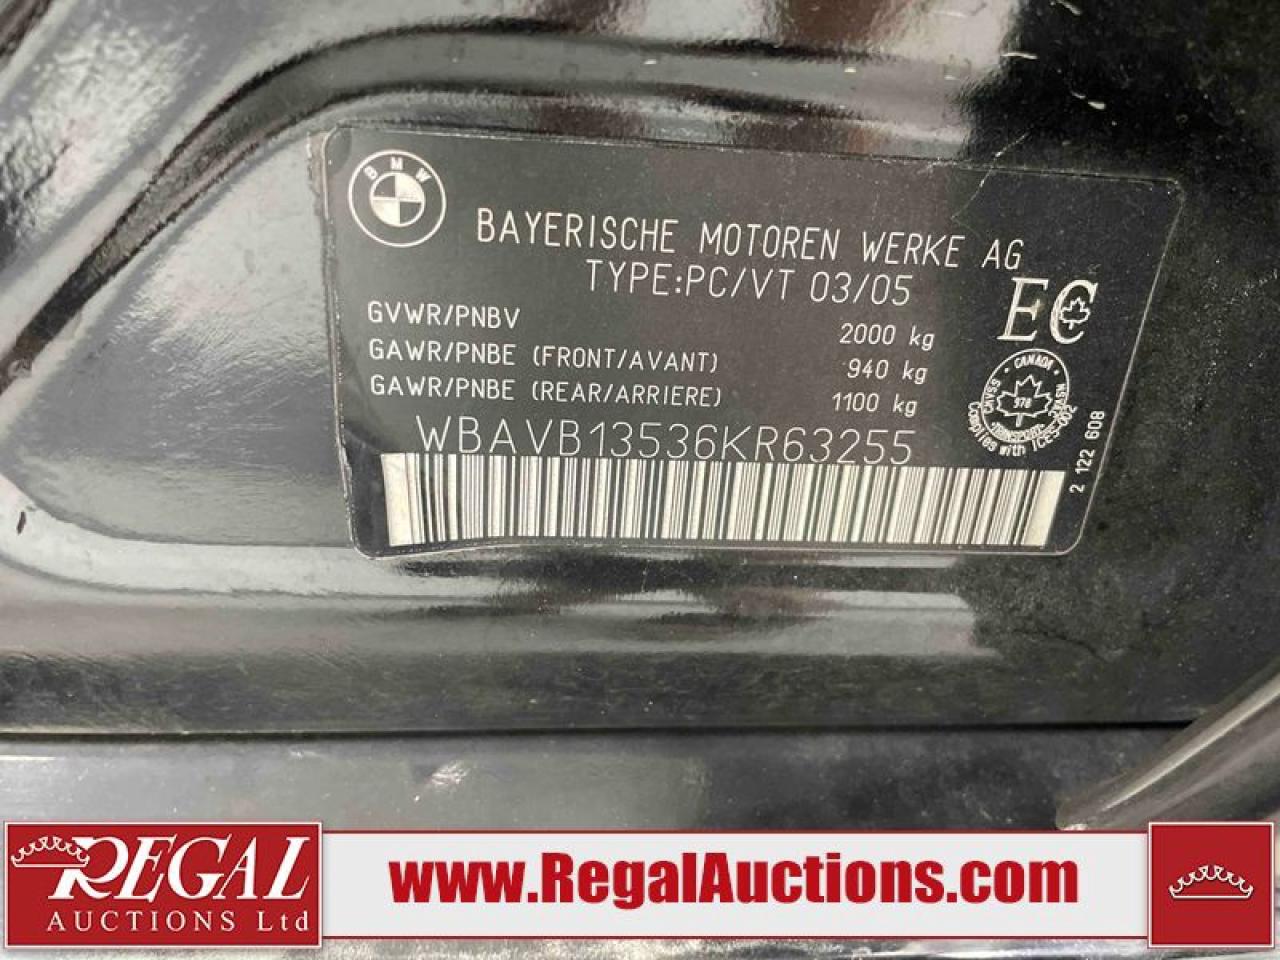 BMW
BAYERISCHE MOTOREN WERKE AG
TYPE:PC/VT 03/05
EC
GVWR/PNBV 2000 kg
GAWR/PNBE (FRONT/AVANT) 940 kg
GAWR/PNBE (REAR/ARRIERE) 1100 kg
CANADA
978
TRANSPORT
Complies with ICES-002
WBAVB13536KR63255
2 122 608
REGAL
AUCTIONS Ltd
www.RegalAuctions.com